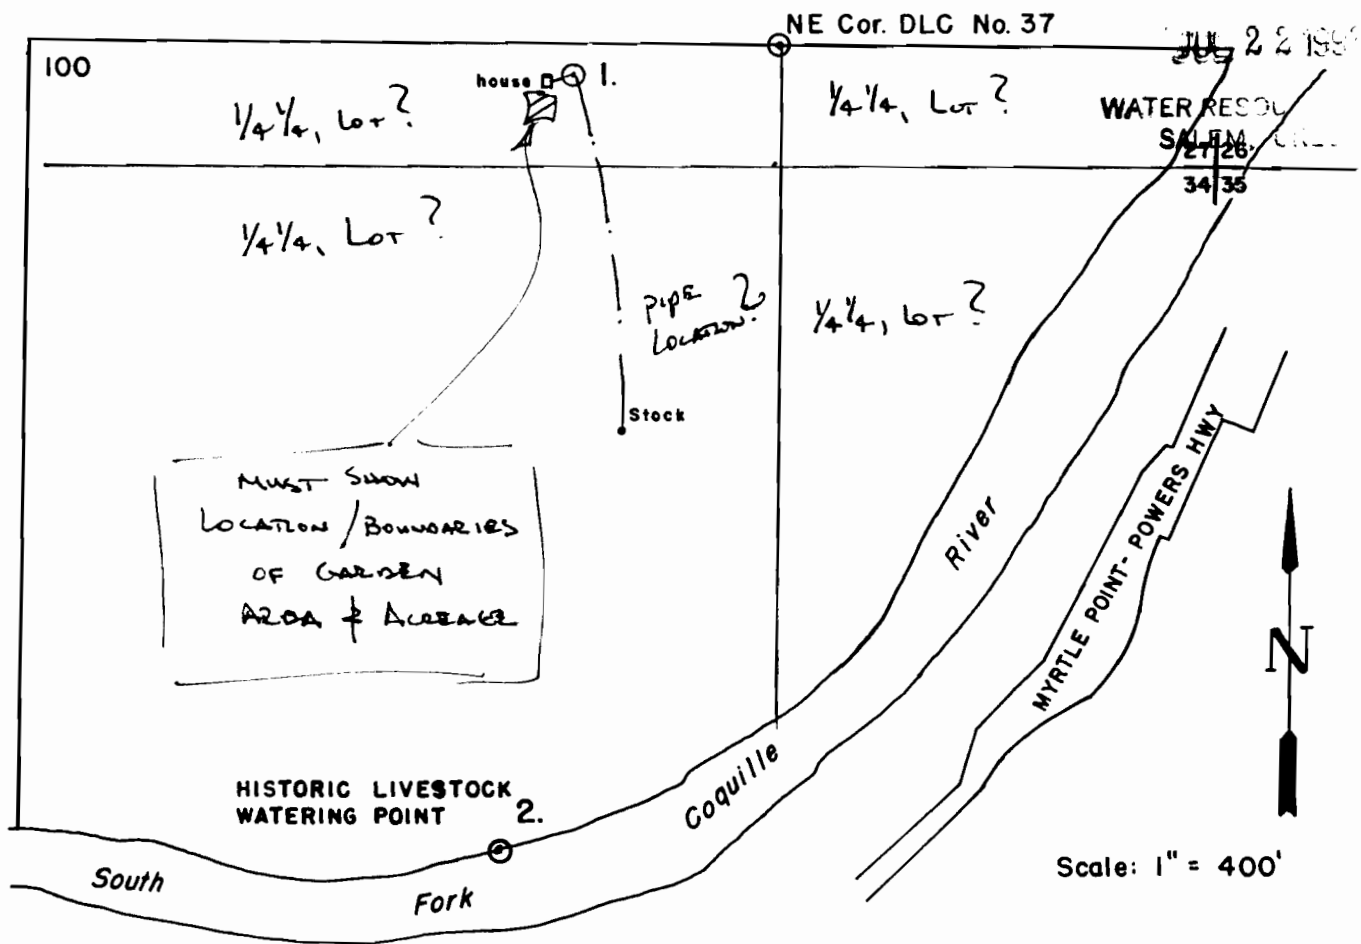 NE Cor. DLC No. 37
JUL 22 199
100
house
1.
1/4 1/4, LOT ?
1/4 1/4, LOT ?
WATER RESOU
SALEM,
27 26
34 35
1/4 1/4, LOT ?
PIPE
LOCATION ?
1/4 1/4, LOT ?
Stock
MUST SHOW
LOCATION / BOUNDARIES
OF GARDEN
AREA & ACREAGE
River
MYRTLE POINT - POWERS HWY
N
HISTORIC LIVESTOCK
WATERING POINT
2.
Coquille
South
Fork
Scale: 1" = 400'